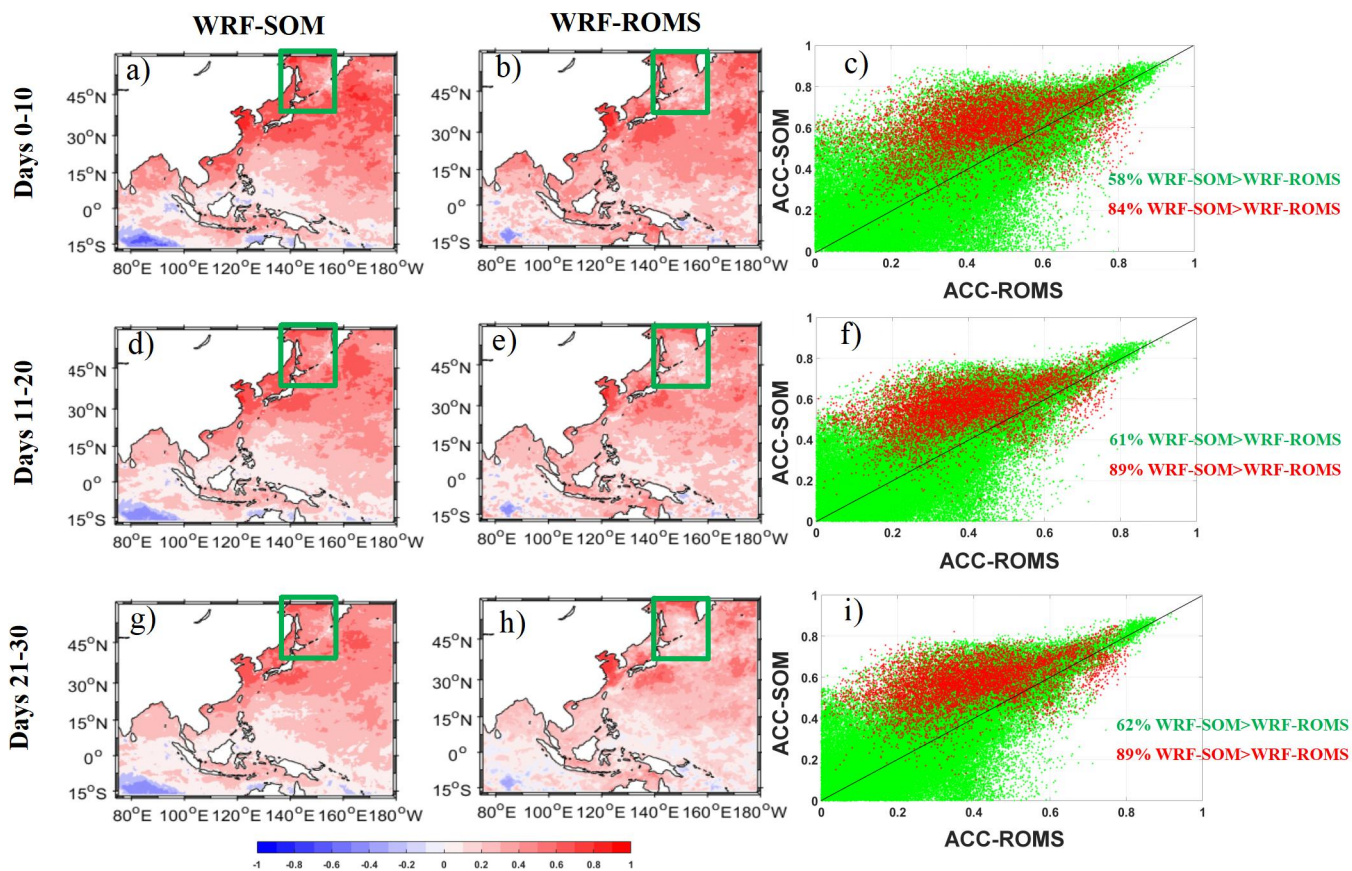 WRF-SOM
WRF-ROMS
Days 0-10
a)
45°N
30°N
15°N
0°
15°S
80°E 100°E 120°E 140°E 160°E 180°W
b)
45°N
30°N
15°N
0°
15°S
80°E 100°E 120°E 140°E 160°E 180°W
c)
ACC-SOM
1
0.8
0.6
0.4
0.2
0
58% WRF-SOM>WRF-ROMS
84% WRF-SOM>WRF-ROMS
0 0.2 0.4 0.6 0.8 1
ACC-ROMS
Days 11-20
d)
45°N
30°N
15°N
0°
15°S
80°E 100°E 120°E 140°E 160°E 180°W
e)
45°N
30°N
15°N
0°
15°S
80°E 100°E 120°E 140°E 160°E 180°W
f)
ACC-SOM
1
0.8
0.6
0.4
0.2
0
61% WRF-SOM>WRF-ROMS
89% WRF-SOM>WRF-ROMS
0 0.2 0.4 0.6 0.8 1
ACC-ROMS
Days 21-30
g)
45°N
30°N
15°N
0°
15°S
80°E 100°E 120°E 140°E 160°E 180°W
h)
45°N
30°N
15°N
0°
15°S
80°E 100°E 120°E 140°E 160°E 180°W
i)
ACC-SOM
1
0.8
0.6
0.4
0.2
0
62% WRF-SOM>WRF-ROMS
89% WRF-SOM>WRF-ROMS
0 0.2 0.4 0.6 0.8 1
ACC-ROMS
-1 -0.8 -0.6 -0.4 -0.2 0 0.2 0.4 0.6 0.8 1